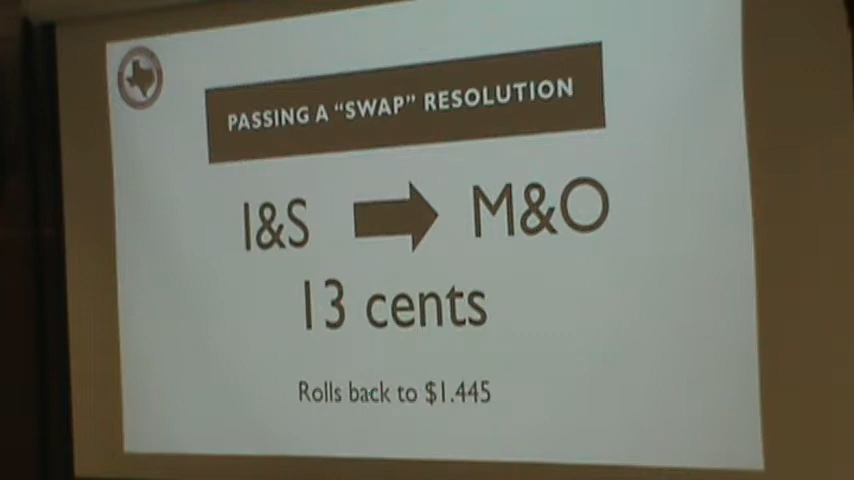 PASSING A “SWAP” RESOLUTION
I&S M&O
13 cents
Rolls back to $1.445